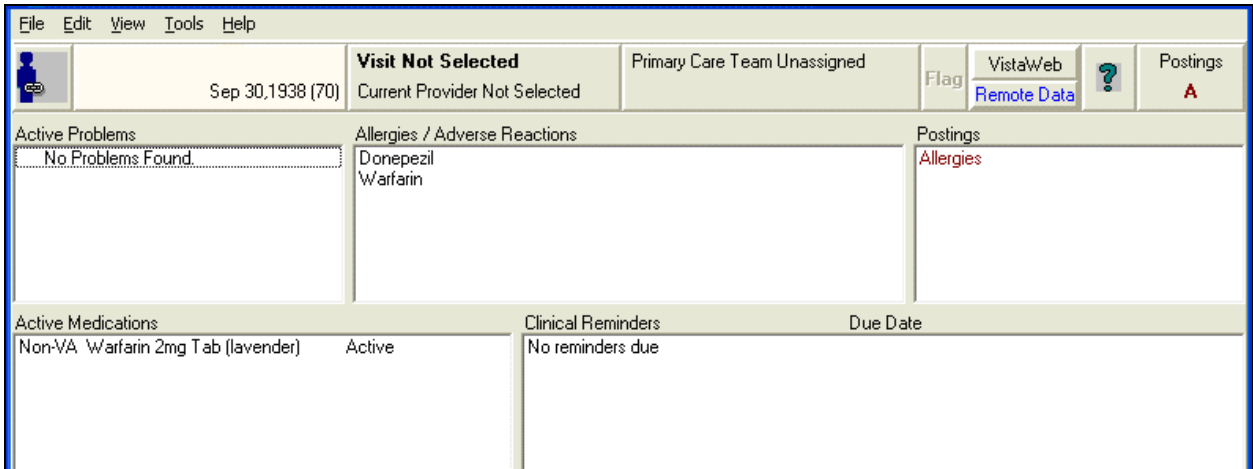 File Edit View Tools Help
Visit Not Selected
Sep 30,1938 (70) Current Provider Not Selected
Primary Care Team Unassigned
Flag
VistaWeb
Remote Data
?
Postings
A
Active Problems
No Problems Found.
Allergies / Adverse Reactions
Donepezil
Warfarin
Postings
Allergies
Active Medications
Non-VA Warfarin 2mg Tab (lavender) Active
Clinical Reminders Due Date
No reminders due